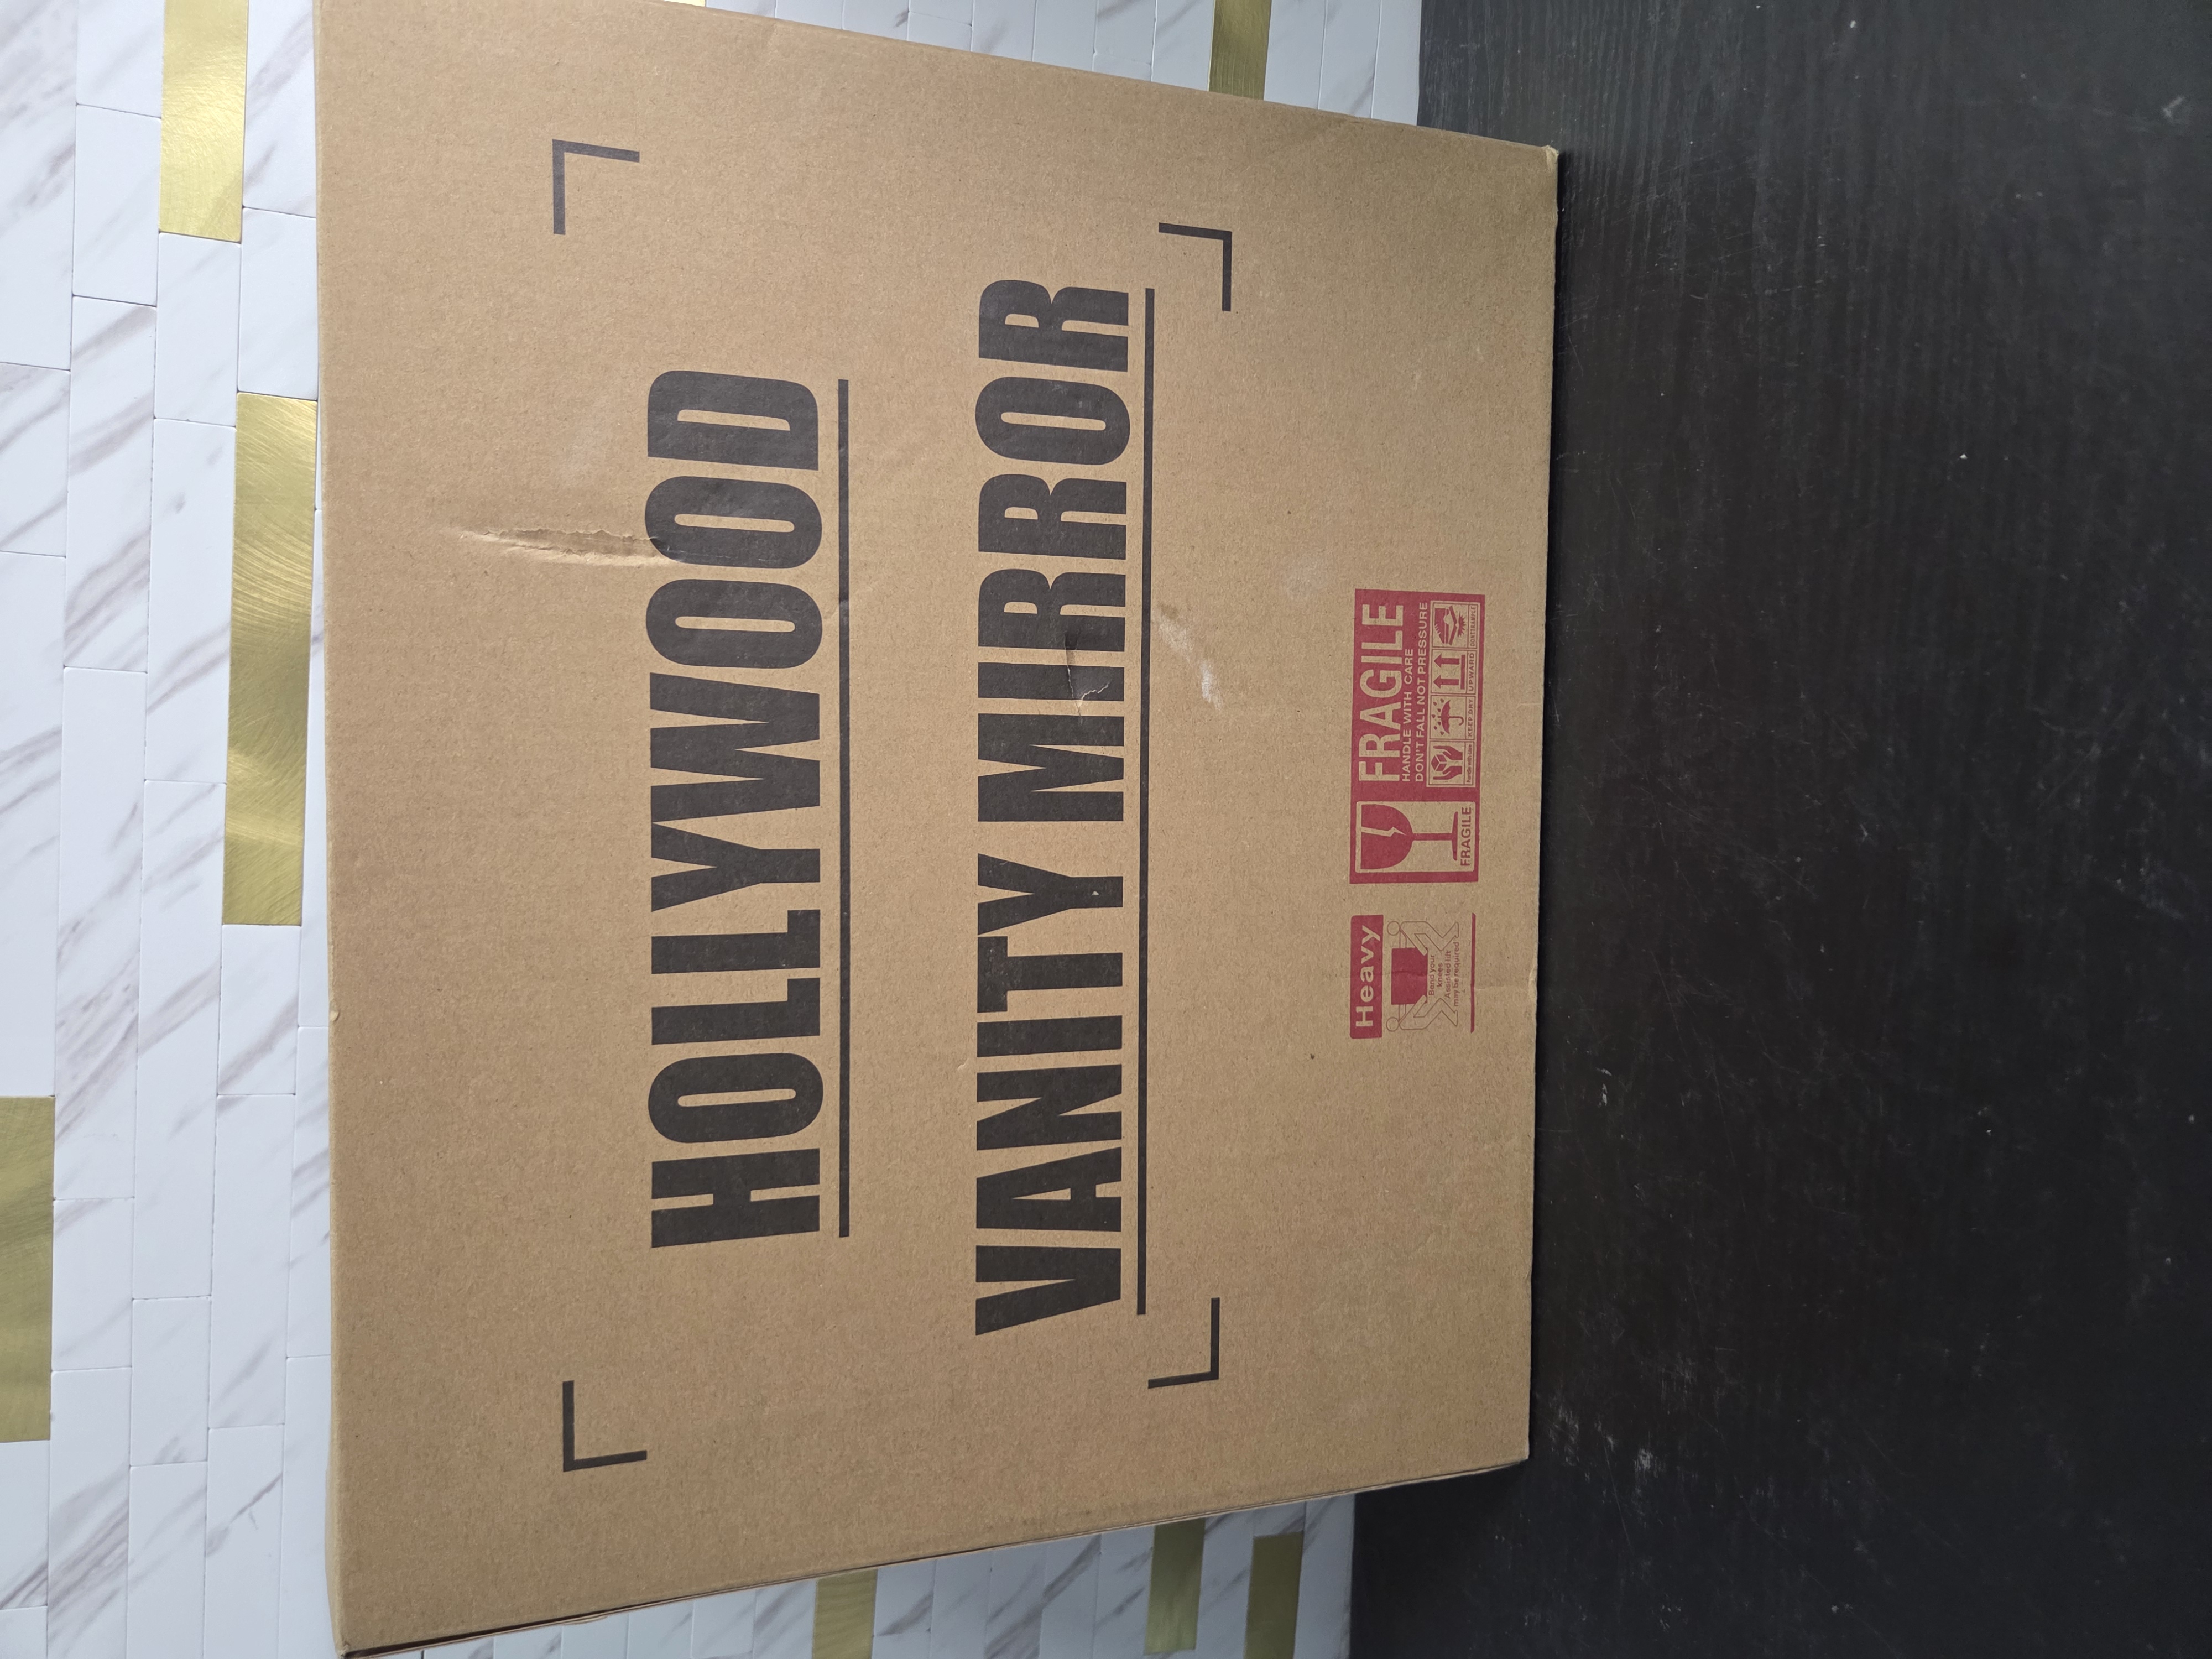 HOLLYWOOD
VANITY MIRROR
Heavy
Bend your
knees
Assisted lift
may be required
FRAGILE
FRAGILE
HANDLE WITH CARE
DON'T FALL NOT PRESSURE
KEEP DRY
UPWARD